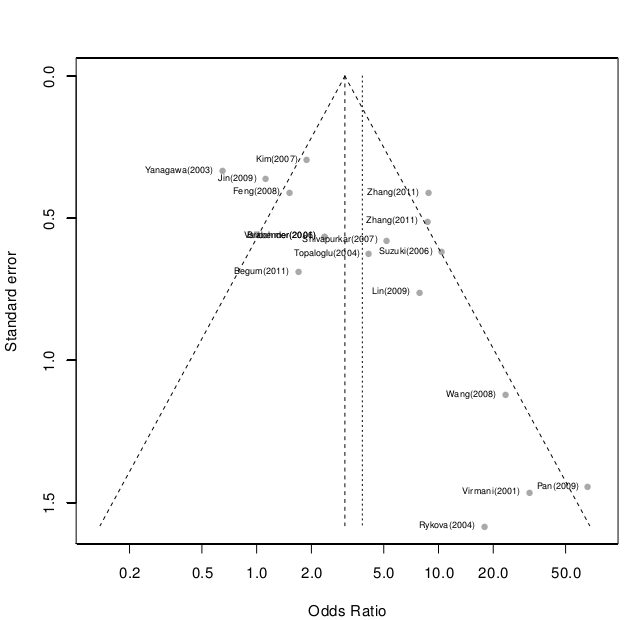 0.0
0.5
1.0
1.5
Standard error
Kim(2007)
Yanagawa(2003)
Jin(2009)
Feng(2008)
Zhang(2011)
Zhang(2011)
Shivapurkar(2007)
Topaloglu(2004)
Suzuki(2006)
Begum(2011)
Lin(2009)
Wang(2008)
Virmani(2001)
Pan(2009)
Rykova(2004)
0.2 0.5 1.0 2.0 5.0 10.0 20.0 50.0
Odds Ratio